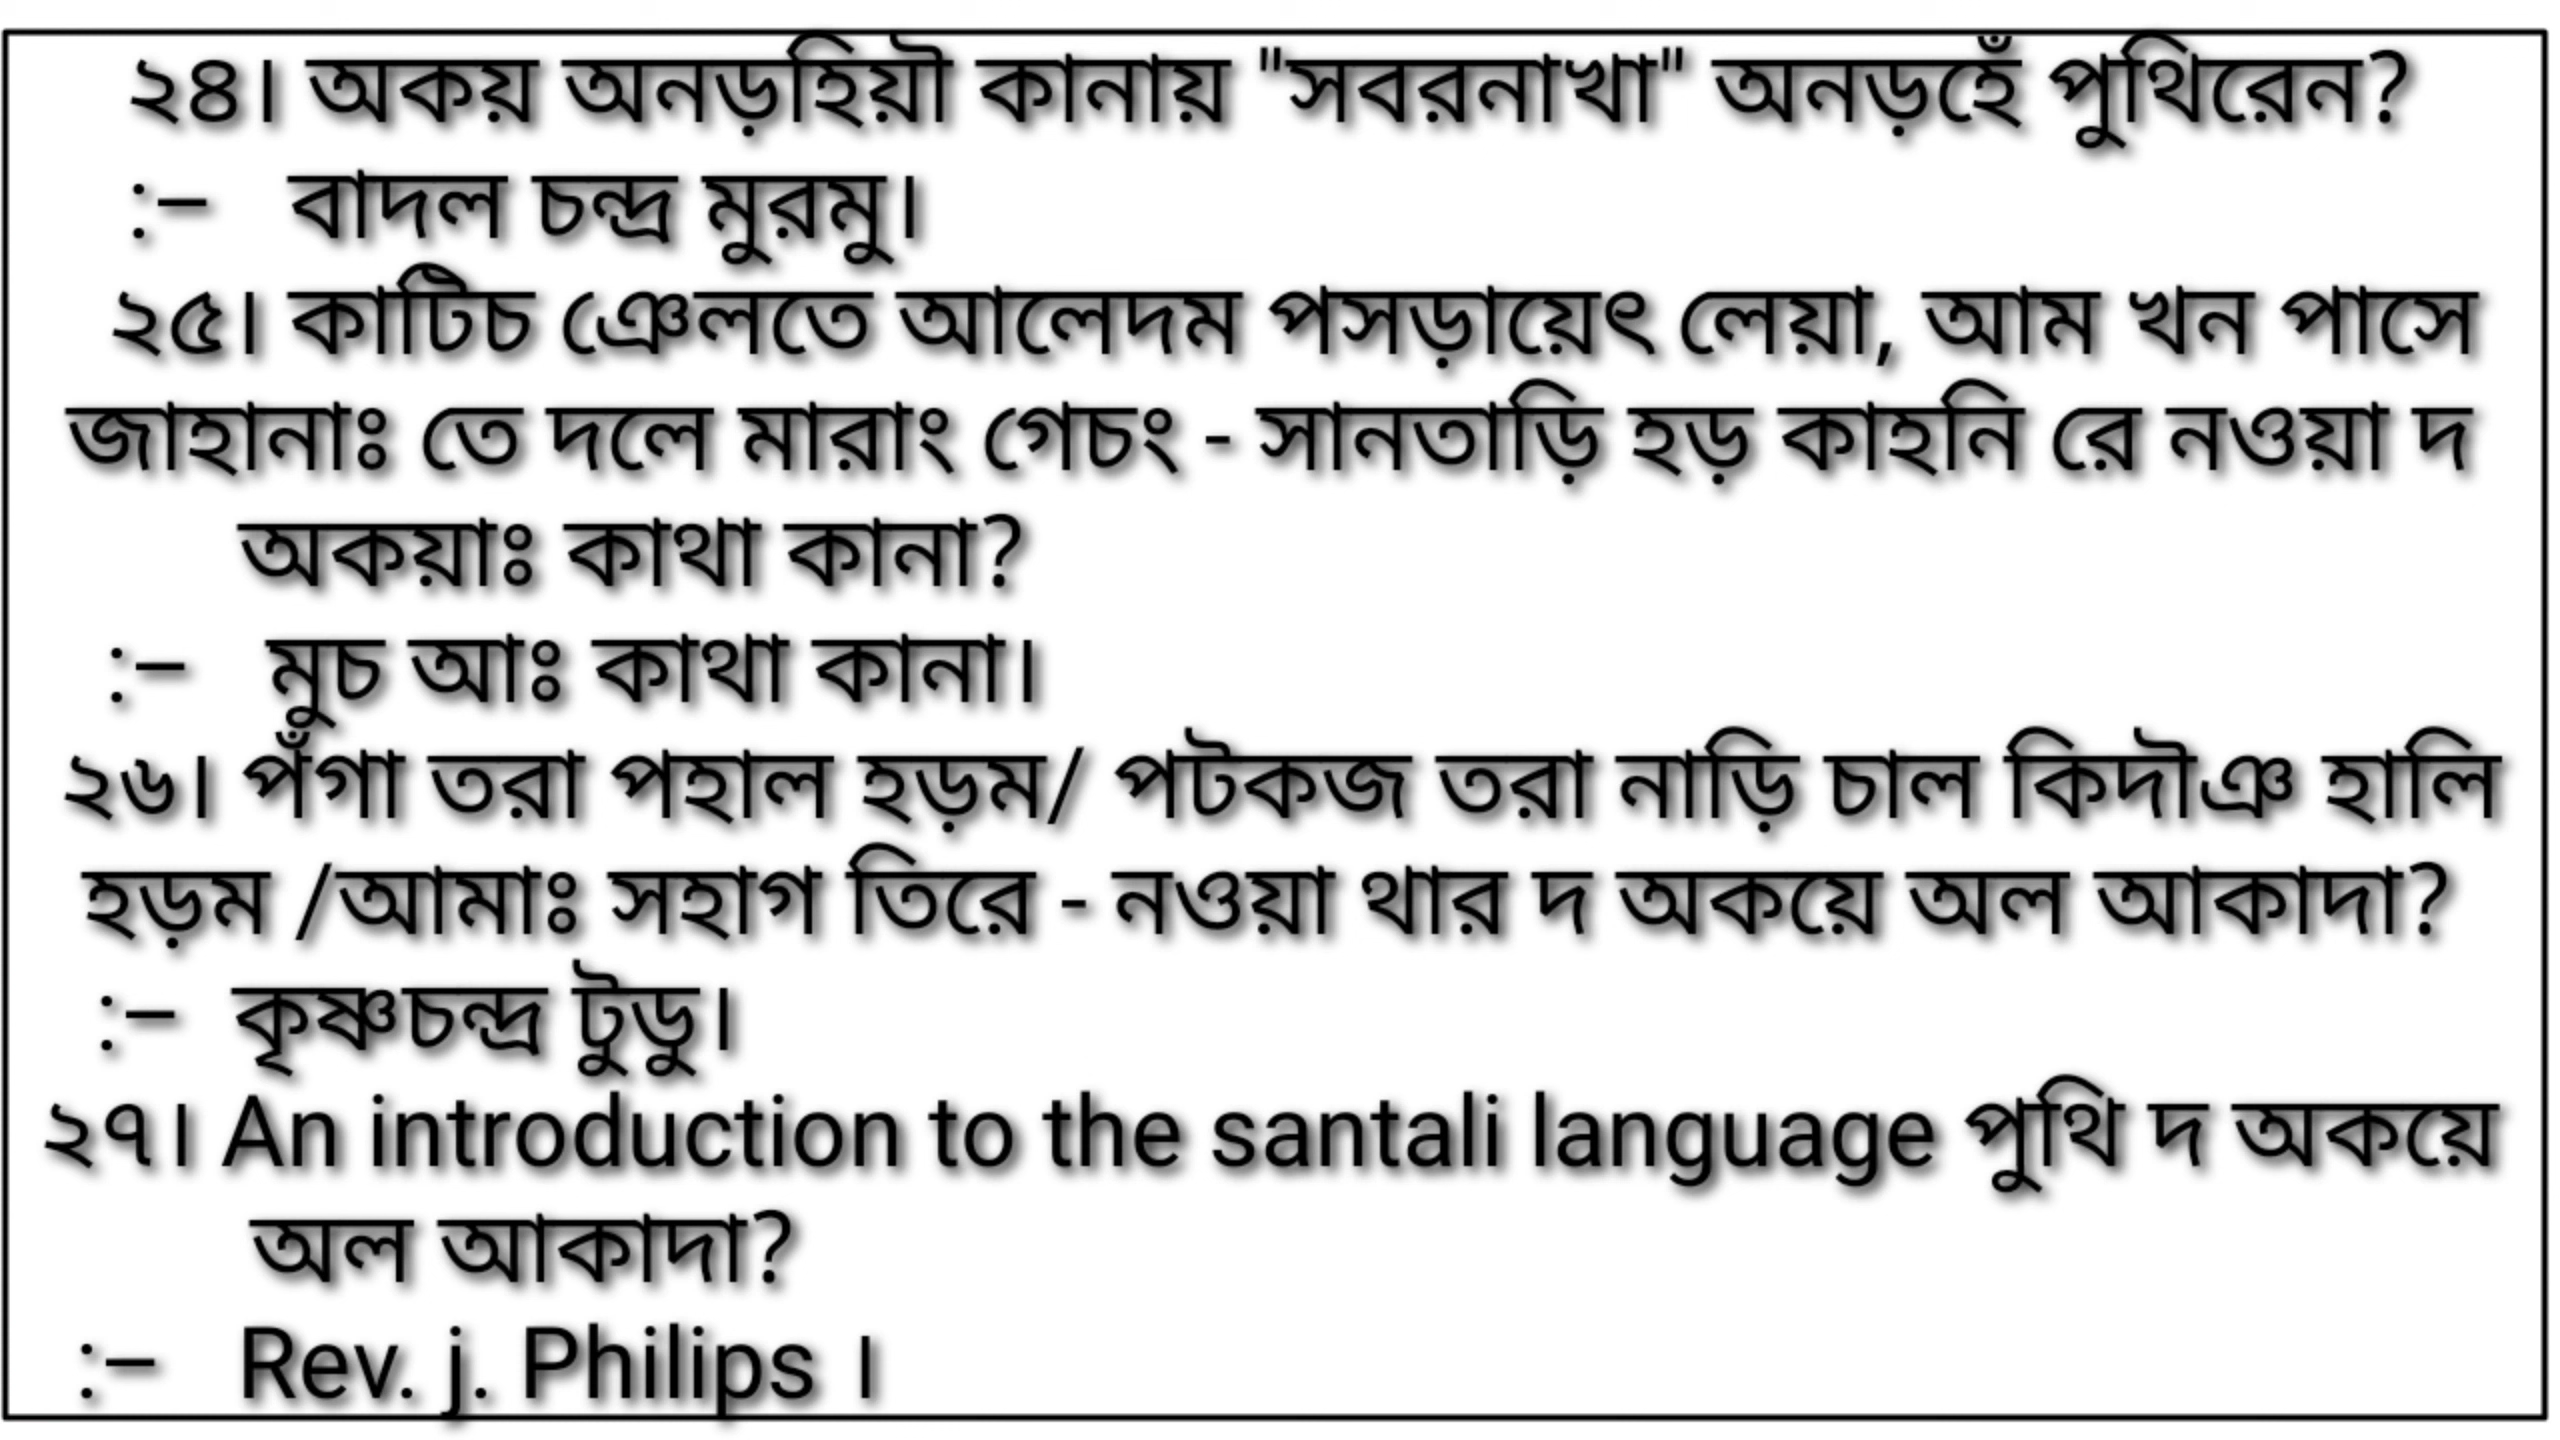 ২৪। অকয় অনড়হিয়ৗ কানায় "সবরনাখা" অনড়হেঁ পুথিরেন?
:– বাদল চন্দ্র মুরমু।
২৫। কাটিচ ঞেলতে আলেদম পসড়ায়েৎ লেয়া, আম খন পাসে
জাহানাঃ তে দলে মারাং গেচং - সানতাড়ি হড় কাহনি রে নওয়া দ
অকয়াঃ কাথা কানা?
:– মুচ আঃ কাথা কানা।
২৬। পঁগা তরা পহাল হড়ম/ পটকজ তরা নাড়ি চাল কিদৗঞ হালি
হড়ম /আমাঃ সহাগ তিরে - নওয়া থার দ অকয়ে অল আকাদা?
:– কৃষ্ণচন্দ্র টুডু।
২৭। An introduction to the santali language পুথি দ অকয়ে
অল আকাদা?
:– Rev. j. Philips ।